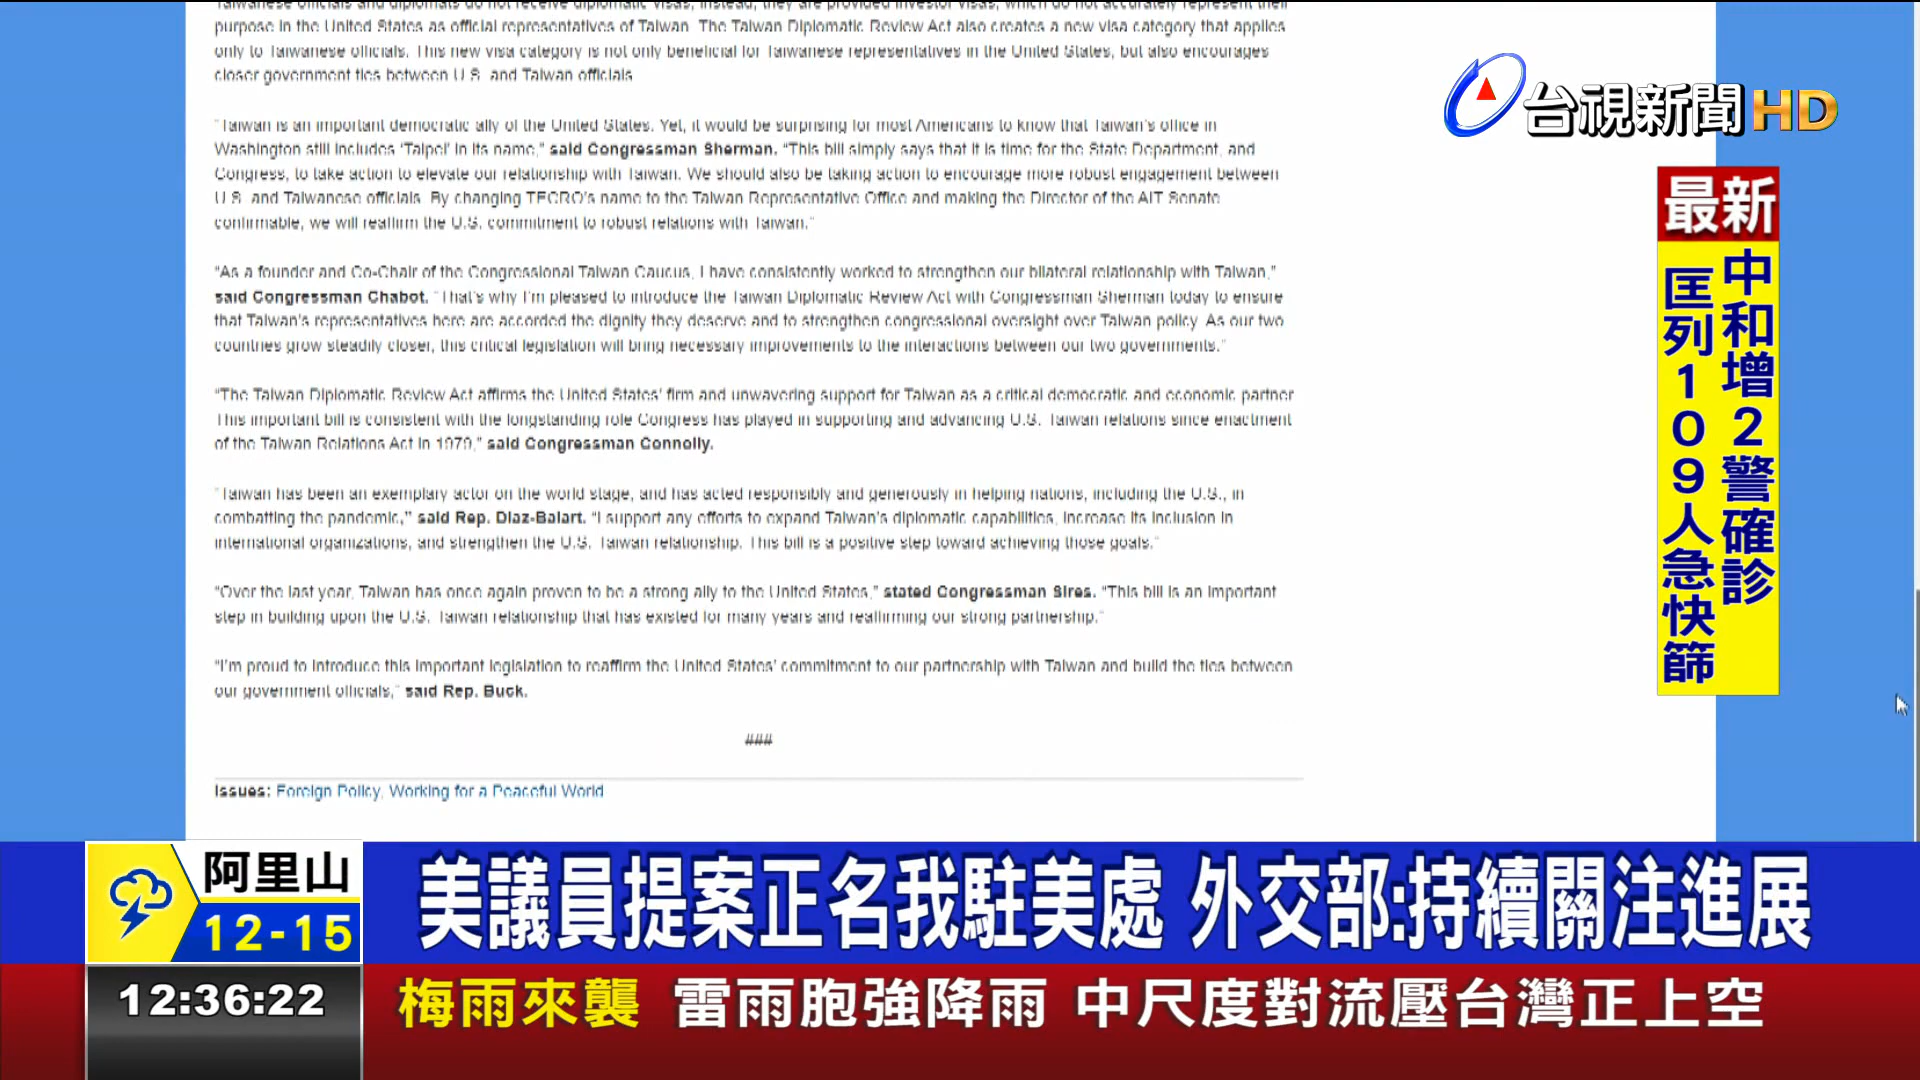 Taiwanese officials and diplomats do not receive diplomatic visas, instead, they are provided investor visas, which do not accurately represent their
purpose in the United States as official representatives of Taiwan. The Taiwan Diplomatic Review Act also creates a new visa category that applies
only to Taiwanese officials. This new visa category is not only beneficial for Taiwanese representatives in the United States, but also encourages
closer government ties between U.S. and Taiwan officials.
“Taiwan is an important democratic ally of the United States. Yet, it would be surprising for most Americans to know that Taiwan’s office in
Washington still includes ‘Taipei’ in its name,” said Congressman Sherman. “This bill simply says that it is time for the State Department, and
Congress, to take action to elevate our relationship with Taiwan. We should also be taking action to encourage more robust engagement between
U.S. and Taiwanese officials. By changing TECRO’s name to the Taiwan Representative Office and making the Director of the AIT Senate
confirmable, we will reaffirm the U.S. commitment to robust relations with Taiwan.”
“As a founder and Co-Chair of the Congressional Taiwan Caucus, I have consistently worked to strengthen our bilateral relationship with Taiwan,”
said Congressman Chabot. “That’s why I’m pleased to introduce the Taiwan Diplomatic Review Act with Congressman Sherman today to ensure
that Taiwan’s representatives here are accorded the dignity they deserve and to strengthen congressional oversight over Taiwan policy. As our two
countries grow steadily closer, this critical legislation will bring necessary improvements to the interactions between our two governments.”
“The Taiwan Diplomatic Review Act affirms the United States’ firm and unwavering support for Taiwan as a critical democratic and economic partner.
This important bill is consistent with the longstanding role Congress has played in supporting and advancing U.S. Taiwan relations since enactment
of the Taiwan Relations Act in 1979,” said Congressman Connolly.
“Taiwan has been an exemplary actor on the world stage, and has acted responsibly and generously in helping nations, including the U.S., in
combatting the pandemic,” said Rep. Diaz-Balart. “I support any efforts to expand Taiwan’s diplomatic capabilities, increase its inclusion in
international organizations, and strengthen the U.S. Taiwan relationship. This bill is a positive step toward achieving those goals.”
“Over the last year, Taiwan has once again proven to be a strong ally to the United States,” stated Congressman Sires. “This bill is an important
step in building upon the U.S. Taiwan relationship that has existed for many years and reaffirming our strong partnership.”
“I’m proud to introduce this important legislation to reaffirm the United States’ commitment to our partnership with Taiwan and build the ties between
our government officials,” said Rep. Buck.
###
Issues: Foreign Policy, Working for a Peaceful World
台視新聞HD
最新
中和增2警確診
匡列109人急快篩
阿里山
12-15
美議員提案正名我駐美處 外交部:持續關注進展
12:36:22
梅雨來襲 雷雨胞強降雨 中尺度對流壓台灣正上空